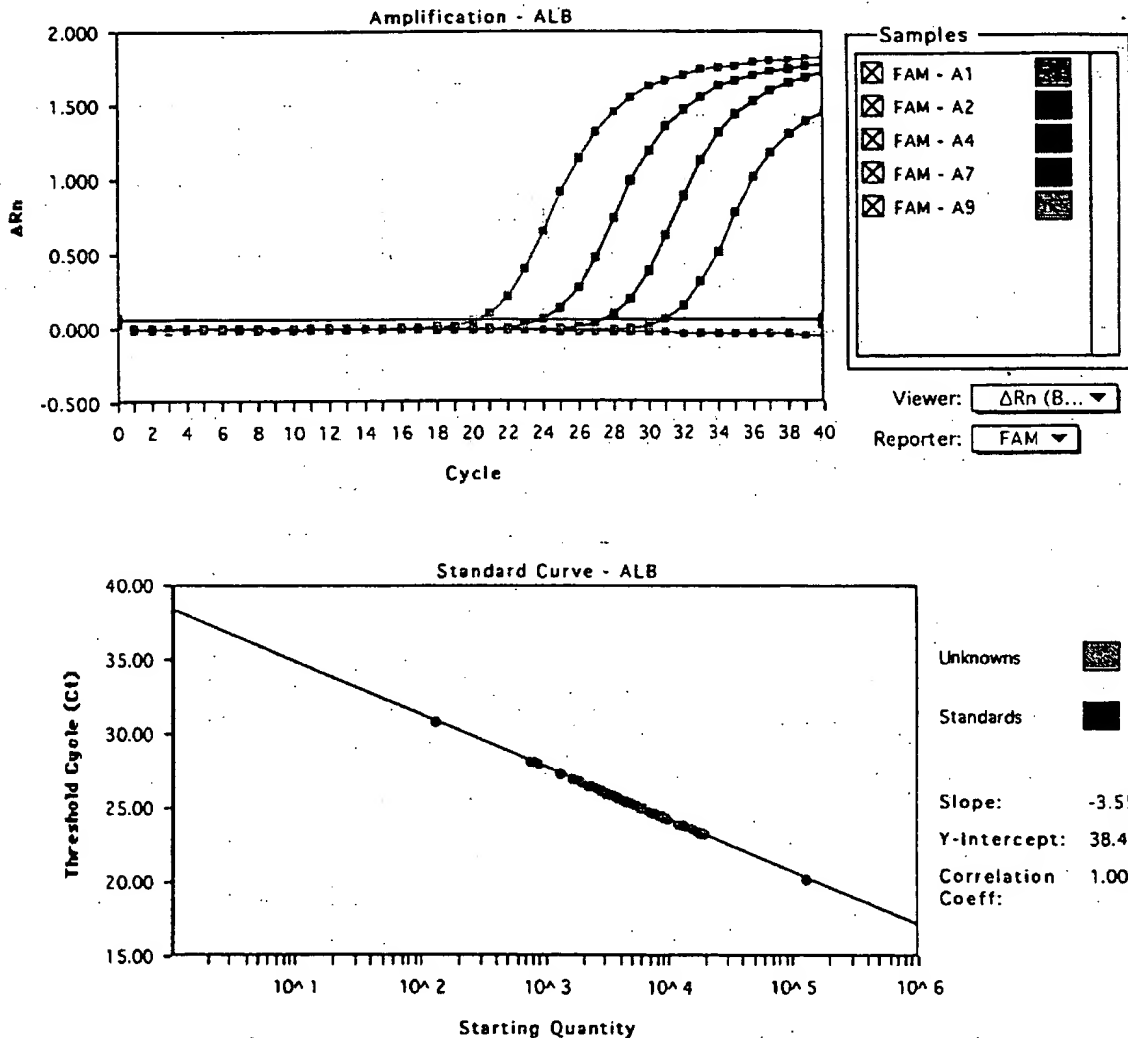 Amplification - ALB
2.000
1.500
1.000
0.500
0.000
-0.500
ΔRn
0 2 4 6 8 10 12 14 16 18 20 22 24 26 28 30 32 34 36 38 40
Cycle
Samples
FAM - A1
FAM - A2
FAM - A4
FAM - A7
FAM - A9
Viewer: ΔRn (B...
Reporter: FAM
Standard Curve - ALB
40.00
35.00
30.00
25.00
20.00
15.00
Threshold Cycle (Ct)
10^1 10^2 10^3 10^4 10^5 10^6
Starting Quantity
Unknowns
Standards
Slope:
Y-Intercept: 38.4
Correlation 1.00
Coeff: